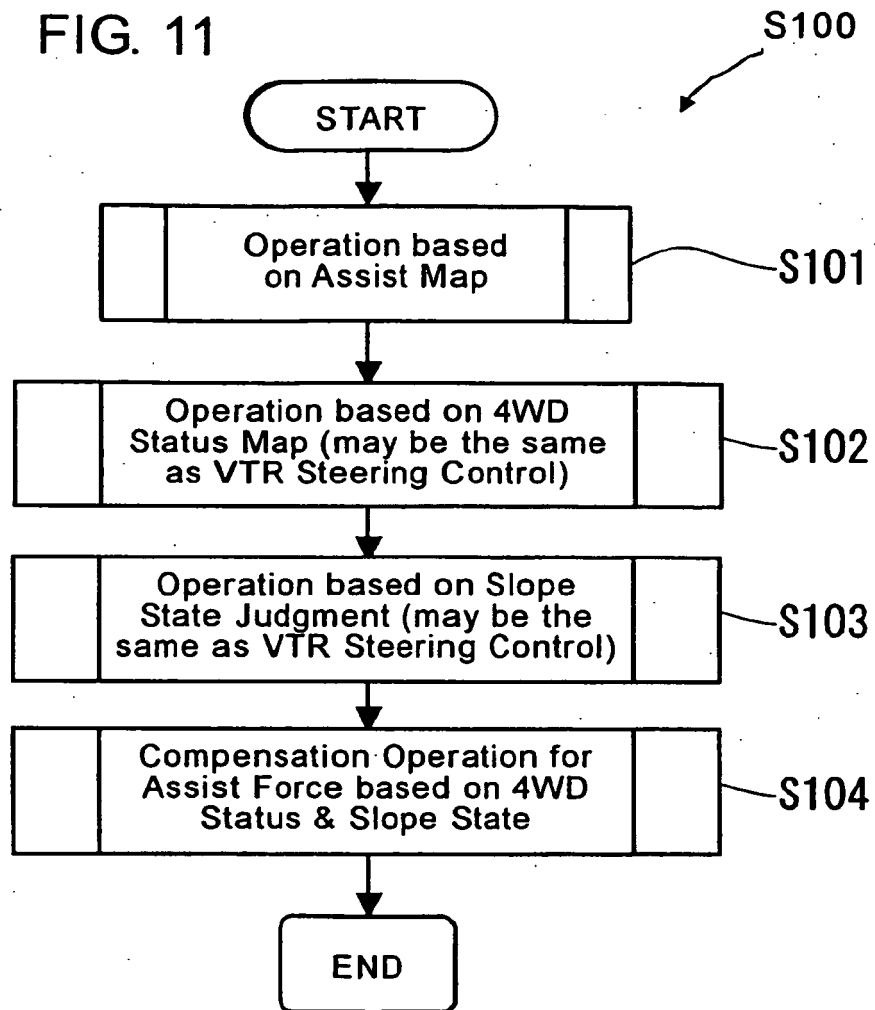 FIG. 11
S100
START
Operation based
on Assist Map
S101
Operation based on 4WD
Status Map (may be the same
as VTR Steering Control)
S102
Operation based on Slope
State Judgment (may be the
same as VTR Steering Control)
S103
Compensation Operation for
Assist Force based on 4WD
Status & Slope State
S104
END